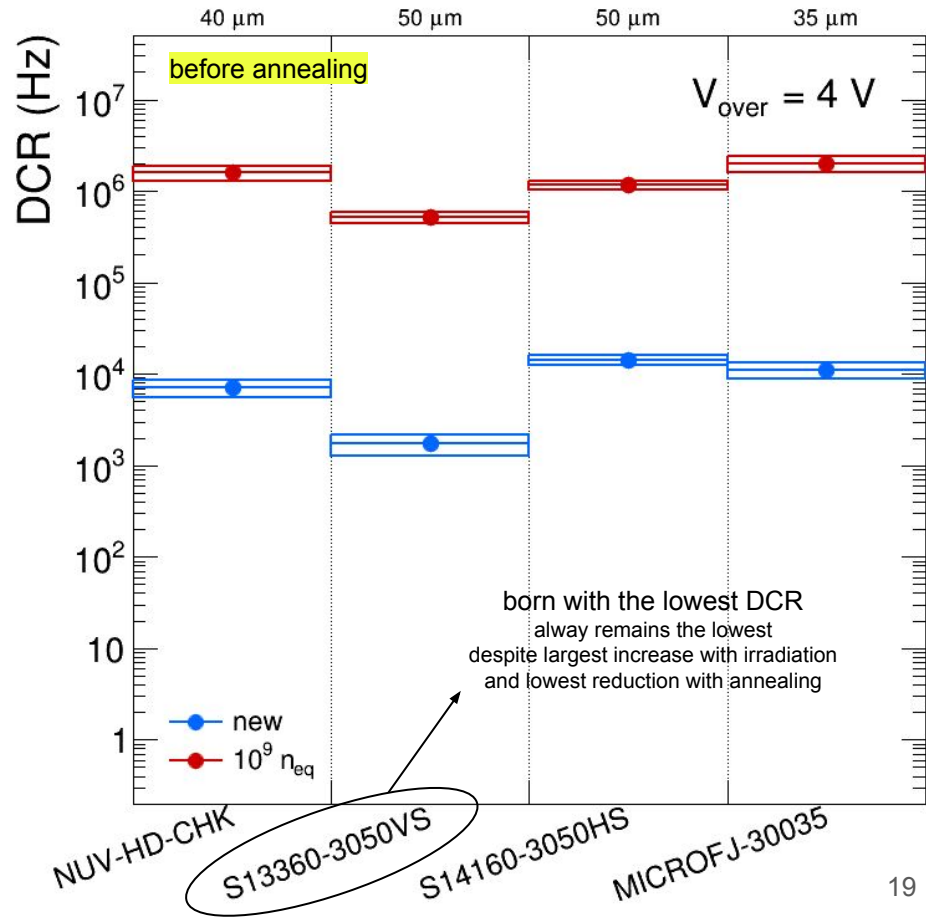 40 μm 50 μm 50 μm 35 μm
DCR (Hz)
before annealing
V_over = 4 V
10^7
10^6
10^5
10^4
10^3
10^2
10
1
born with the lowest DCR
alway remains the lowest
despite largest increase with irradiation
and lowest reduction with annealing
new
10^9 n_eq
NUV-HD-CHK
S13360-3050VS
S14160-3050HS
MICROFJ-30035
19